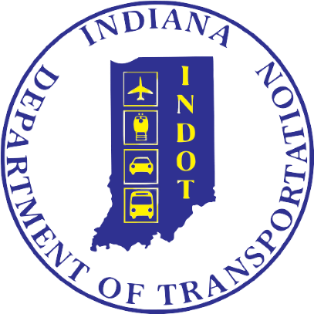 INDIANA
DEPARTMENT OF TRANSPORTATION
INDOT